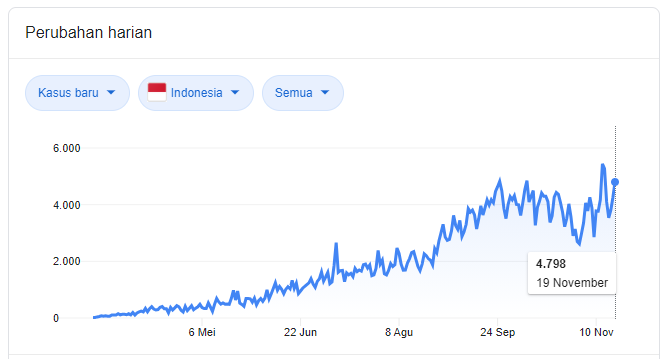 Perubahan harian
Kasus baru
Indonesia
Semua
6.000
4.000
2.000
0
4.798
19 November
6 Mei
22 Jun
8 Agu
24 Sep
10 Nov